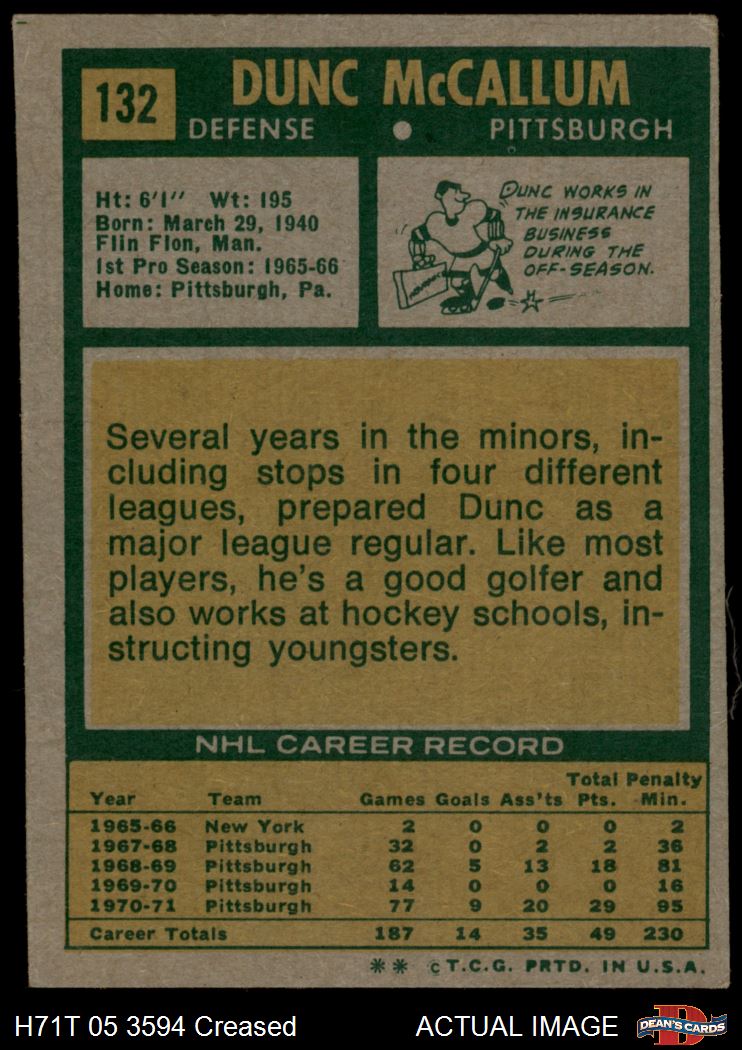 132
DUNC McCALLUM
DEFENSE • PITTSBURGH
Ht: 6'1" Wt: 195
Born: March 29, 1940
Flin Flon, Man.
1st Pro Season: 1965-66
Home: Pittsburgh, Pa.
DUNC WORKS IN
THE INSURANCE
BUSINESS
DURING THE
OFF-SEASON.
Several years in the minors, in-
cluding stops in four different
leagues, prepared Dunc as a
major league regular. Like most
players, he's a good golfer and
also works at hockey schools, in-
structing youngsters.
NHL CAREER RECORD
Year Team Games Goals Ass'ts Total Pts. Penalty Min.
1965-66 New York 2 0 0 0 2
1967-68 Pittsburgh 32 0 2 2 36
1968-69 Pittsburgh 62 5 13 18 81
1969-70 Pittsburgh 14 0 0 0 16
1970-71 Pittsburgh 77 9 20 29 95
Career Totals 187 14 35 49 230
** © T.C.G. PRTD. IN U.S.A.
H71T 05 3594 Creased ACTUAL IMAGE
D
DEAN'S CARDS